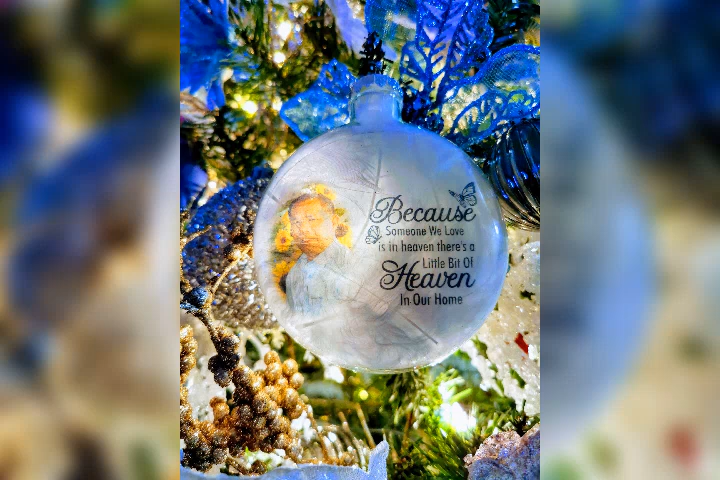 Because
Someone We Love
is in heaven there's a
Little Bit Of
Heaven
In Our Home